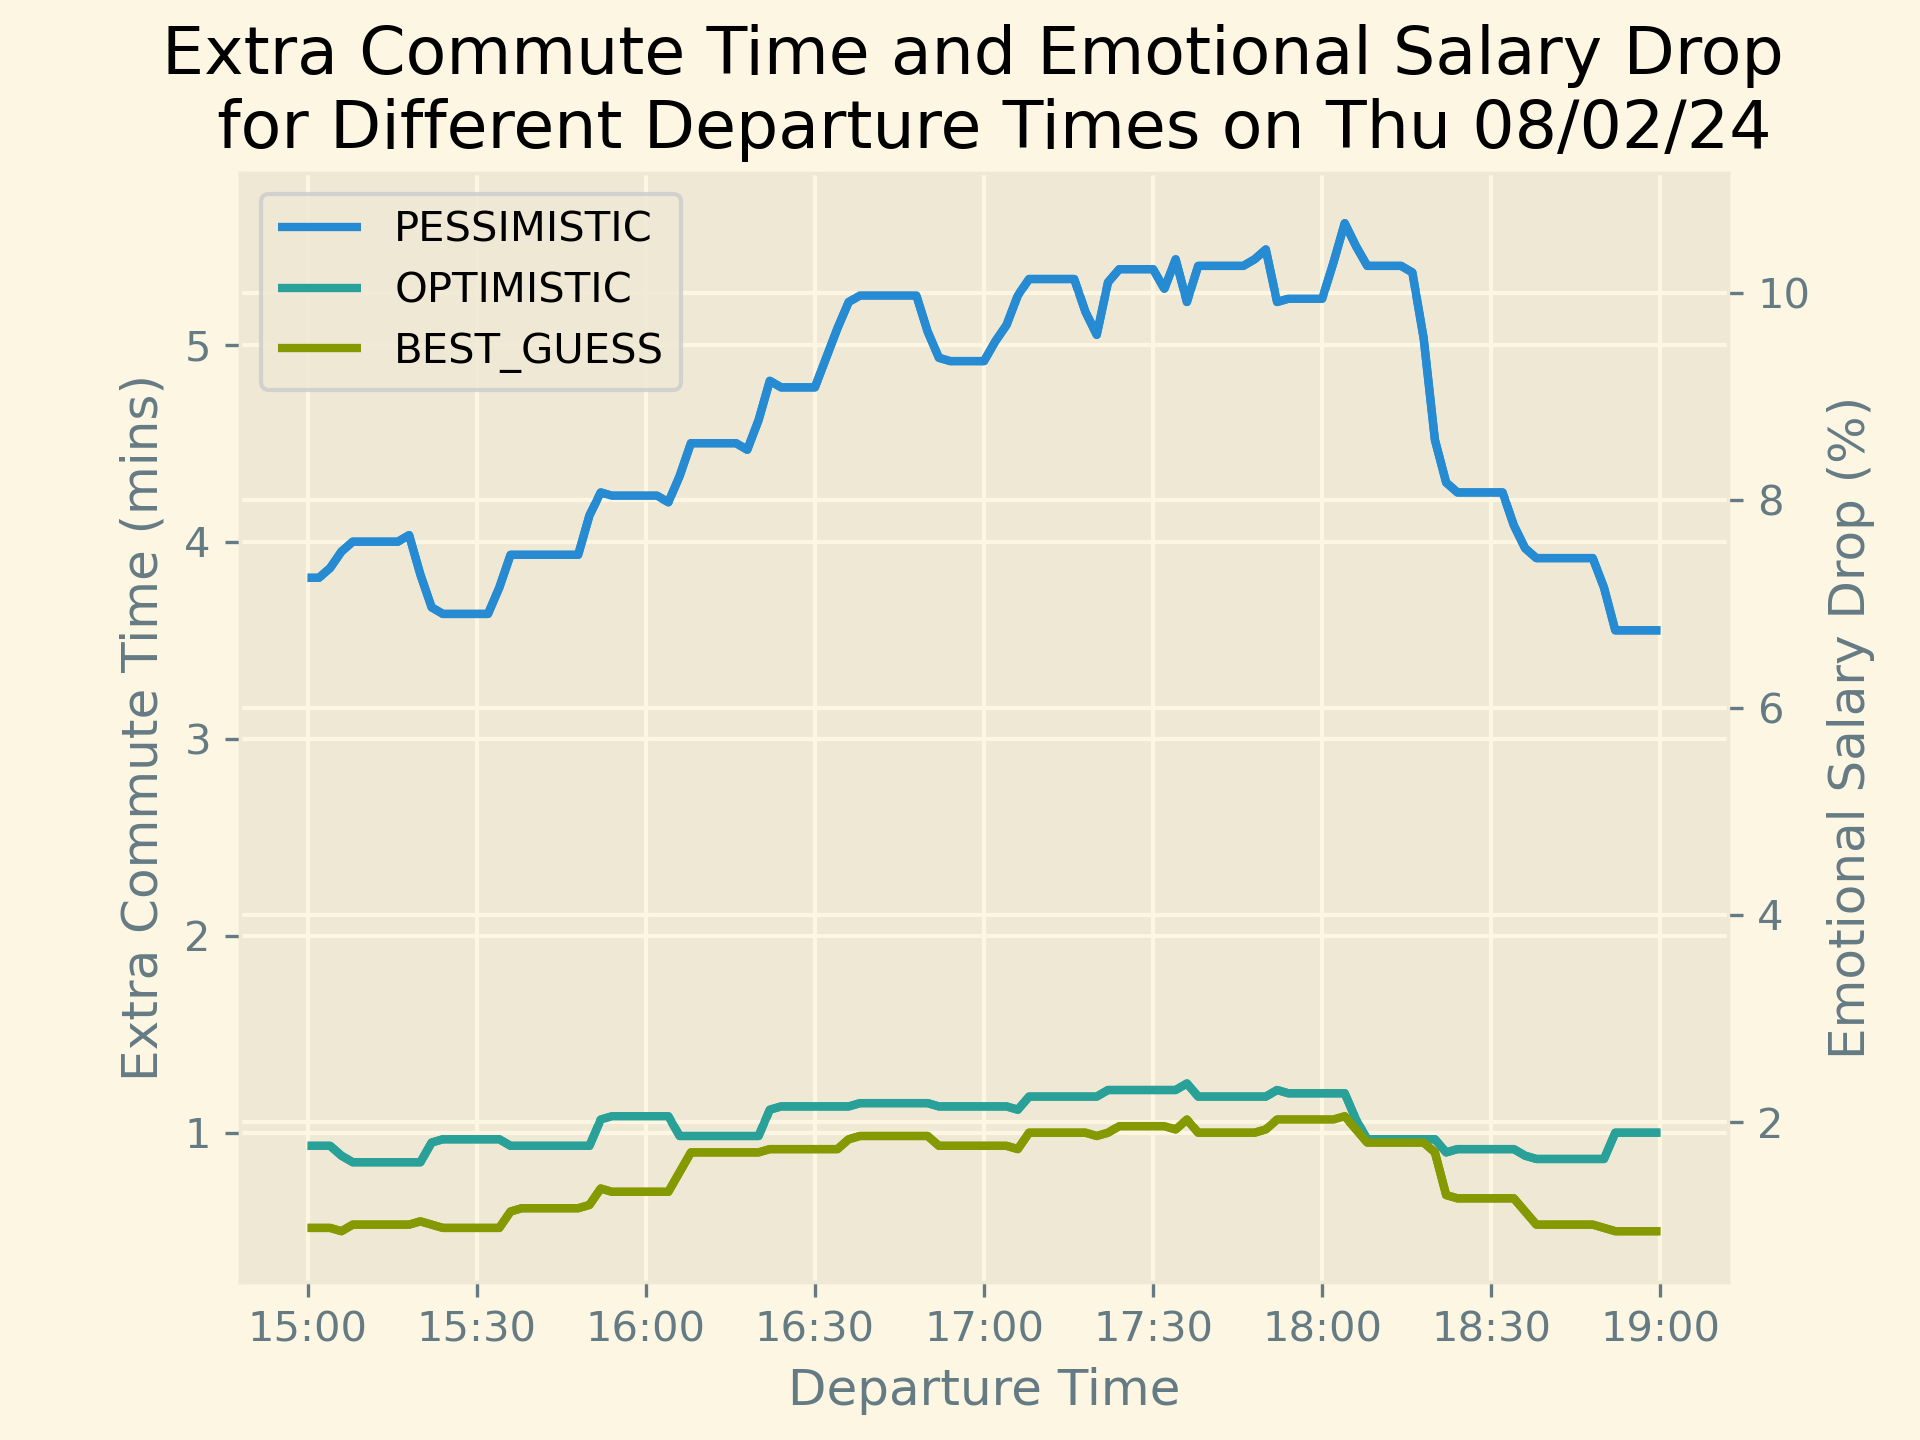 Extra Commute Time and Emotional Salary Drop
for Different Departure Times on Thu 08/02/24
PESSIMISTIC
OPTIMISTIC
BEST_GUESS
Extra Commute Time (mins)
5
4
3
2
1
10
8
6
4
2
Emotional Salary Drop (%)
15:00 15:30 16:00 16:30 17:00 17:30 18:00 18:30 19:00
Departure Time